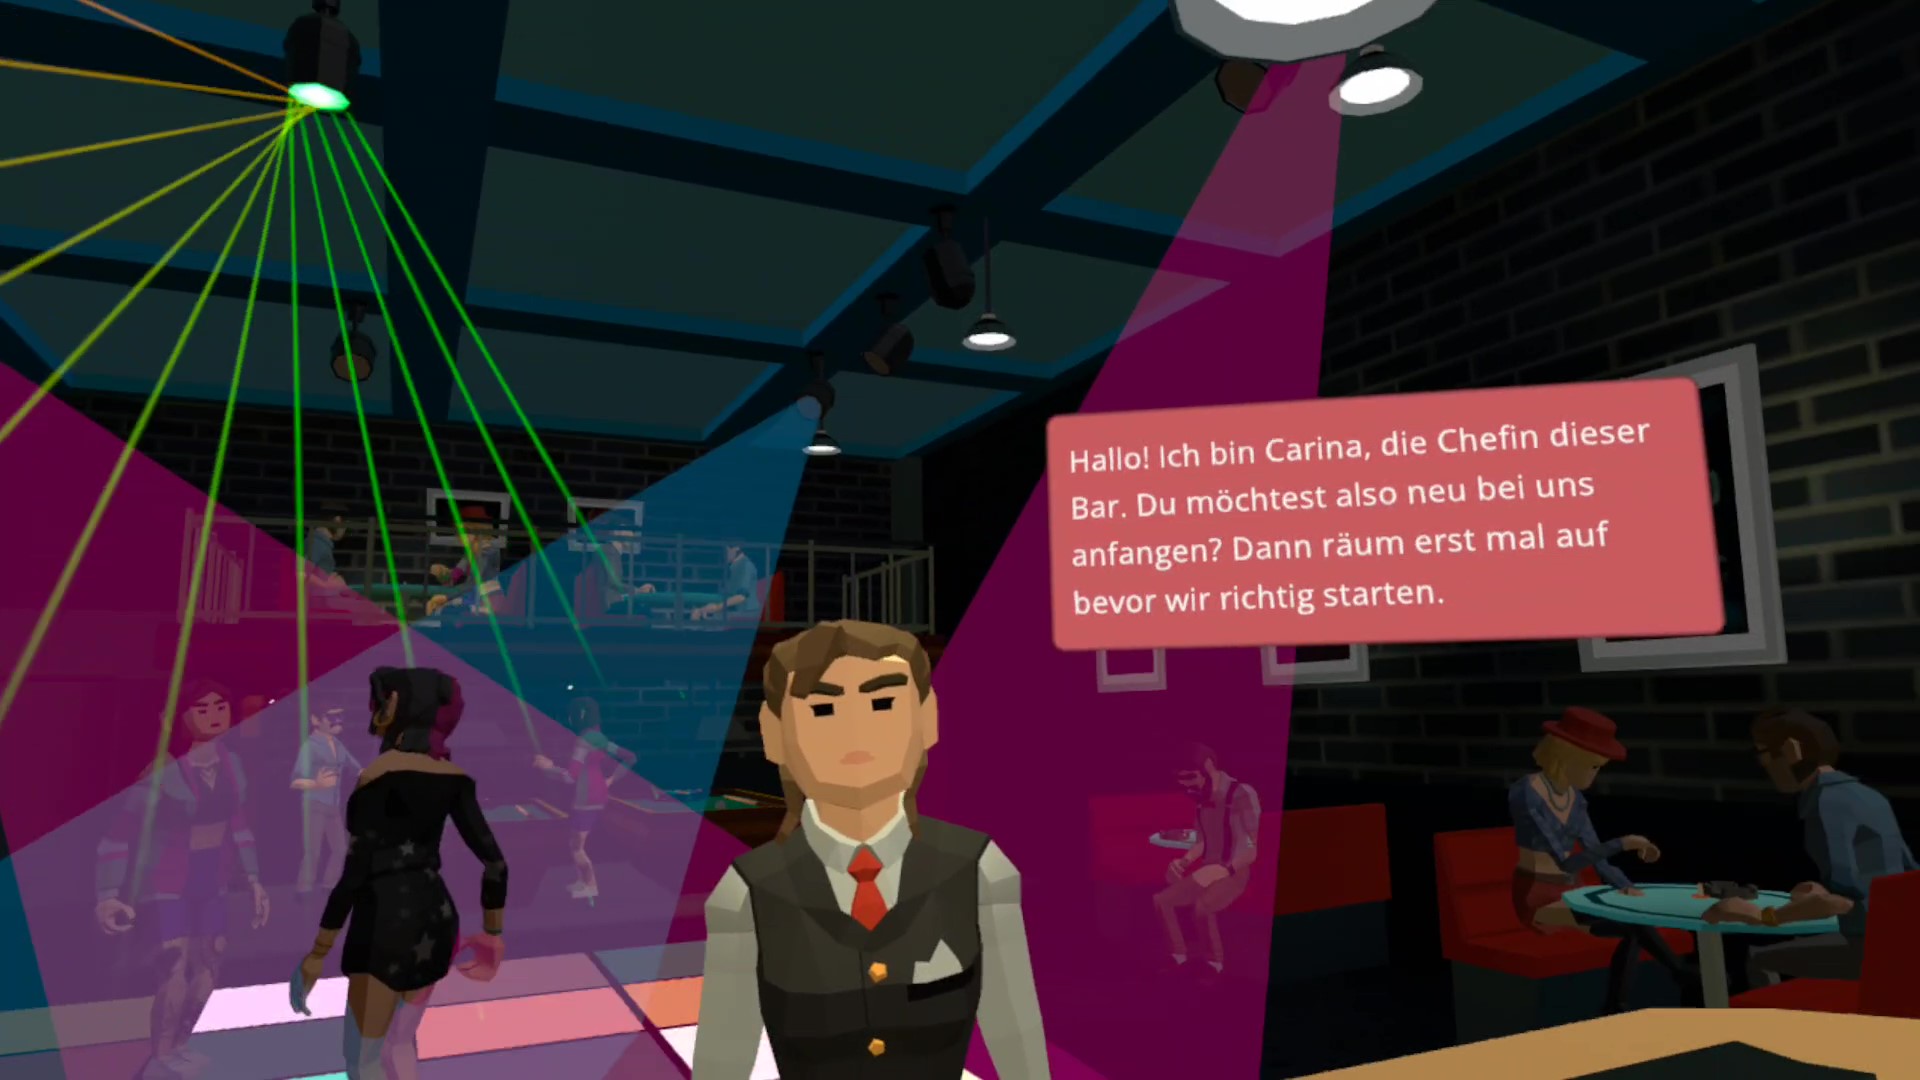 Hallo! Ich bin Carina, die Chefin dieser
Bar. Du möchtest also neu bei uns
anfangen? Dann räum erst mal auf
bevor wir richtig starten.